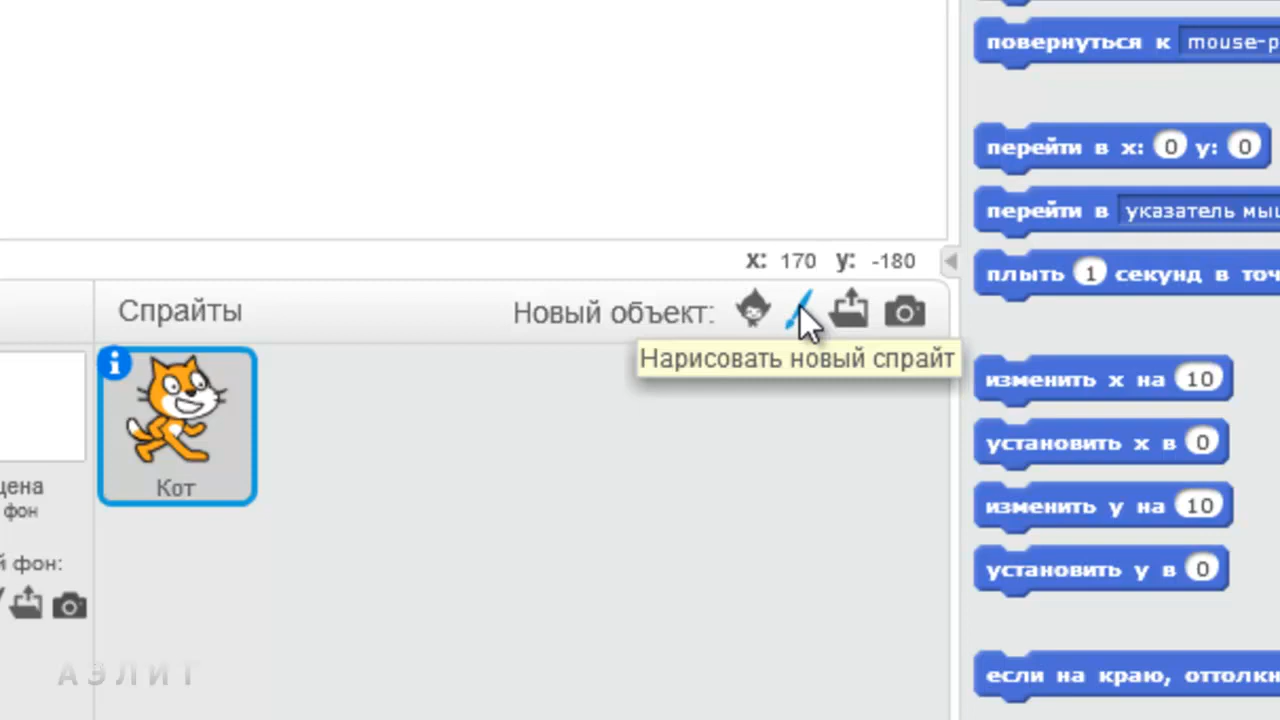 повернуться к mouse-p
перейти в x: 0 y: 0
перейти в указатель мы
x: 170 y: -180
плыть 1 секунд в точ
Спрайты
Новый объект:
Нарисовать новый спрайт
i
изменить x на 10
установить x в 0
Кот
цена
фон
изменить y на 10
й фон:
установить y в 0
АЭЛИТ
если на краю, оттолкн